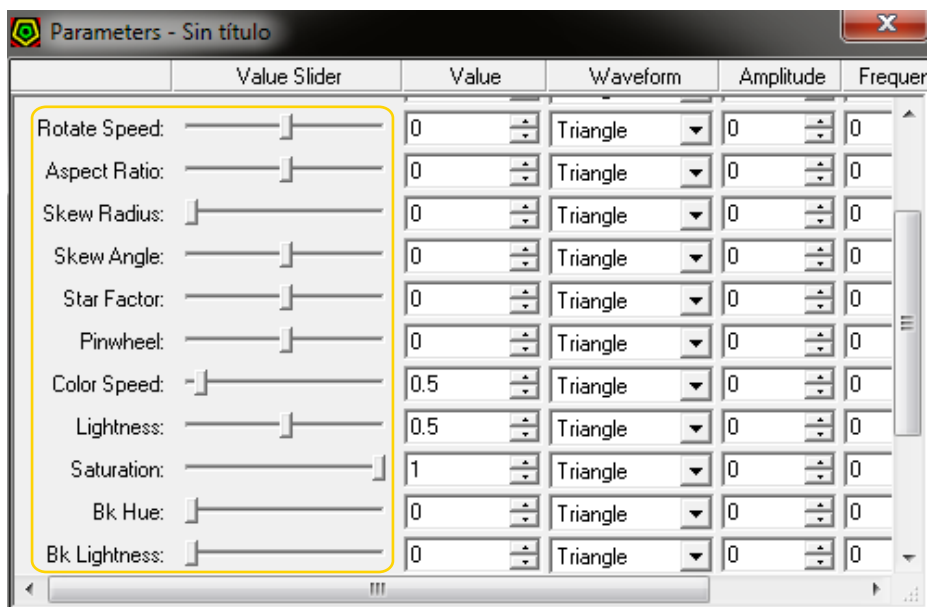 Parameters - Sin título
Value Slider Value Waveform Amplitude Frequer
Rotate Speed: 0 Triangle 0 0
Aspect Ratio: 0 Triangle 0 0
Skew Radius: 0 Triangle 0 0
Skew Angle: 0 Triangle 0 0
Star Factor: 0 Triangle 0 0
Pinwheel: 0 Triangle 0 0
Color Speed: 0.5 Triangle 0 0
Lightness: 0.5 Triangle 0 0
Saturation: 1 Triangle 0 0
Bk Hue: 0 Triangle 0 0
Bk Lightness: 0 Triangle 0 0